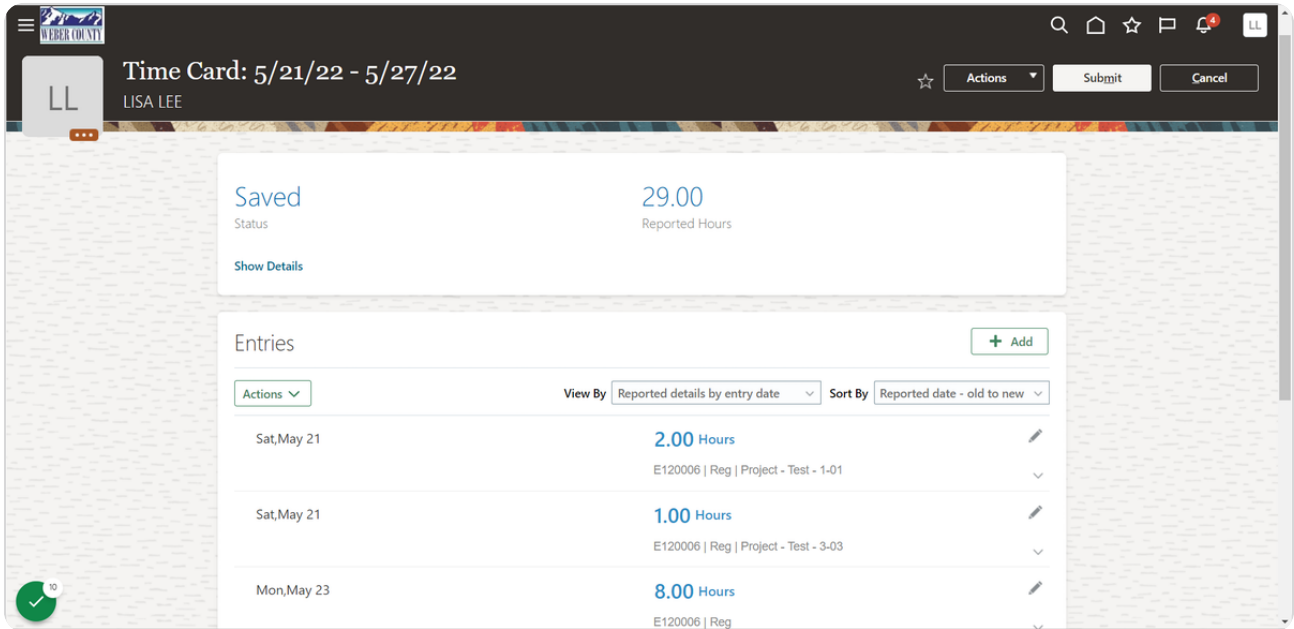 WEBER COUNTY
4
LL
LL
Time Card: 5/21/22 - 5/27/22
LISA LEE
Actions
Submit
Cancel
Saved
29.00
Status
Reported Hours
Show Details
Entries
Add
Actions
View By Reported details by entry date
Sort By Reported date - old to new
Sat,May 21
2.00 Hours
E120006 | Reg | Project - Test - 1-01
Sat,May 21
1.00 Hours
E120006 | Reg | Project - Test - 3-03
Mon,May 23
8.00 Hours
E120006 | Reg
10